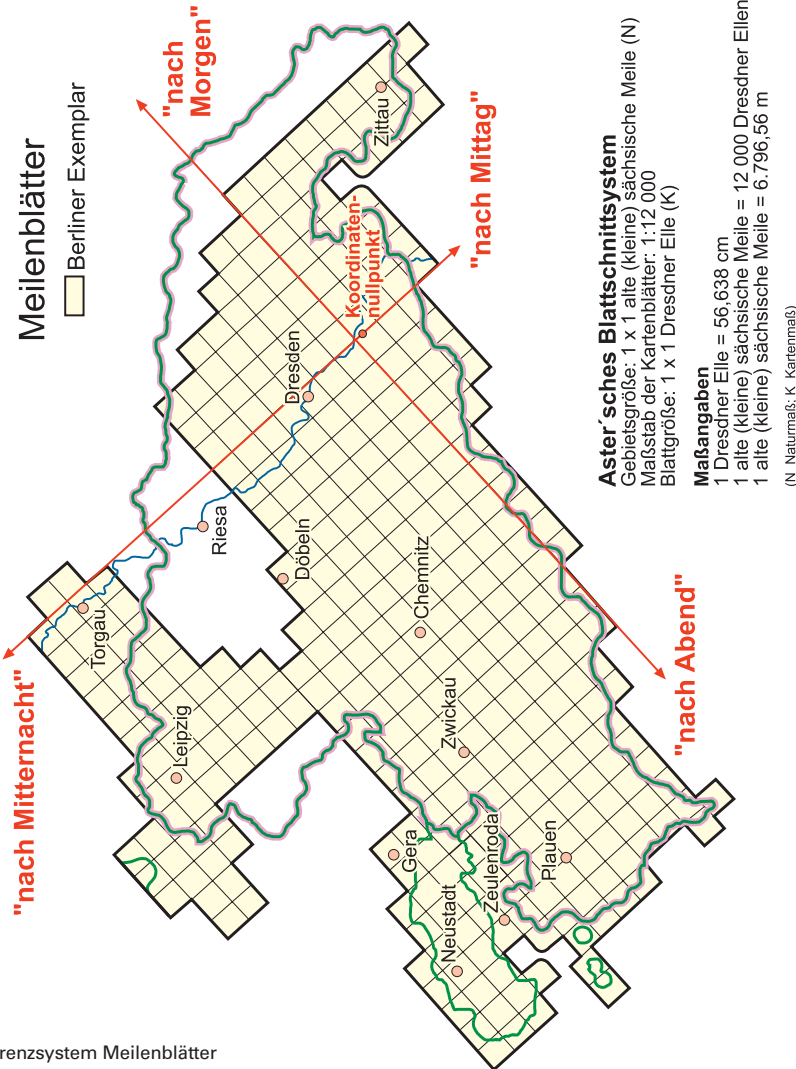 Meilenblätter
Berliner Exemplar
"nach Mitternacht"
"nach
Morgen"
"nach Mittag"
"nach Abend"
Koordinaten-
nullpunkt
Torgau
Leipzig
Riesa
Döbeln
Dresden
Zittau
Chemnitz
Zwickau
Gera
Neustadt
Zeulenroda
Plauen
Aster´sches Blattschnittsystem
Gebietsgröße: 1 x 1 alte (kleine) sächsische Meile (N)
Maßstab der Kartenblätter: 1:12 000
Blattgröße: 1 x 1 Dresdner Elle (K)
Maßangaben
1 Dresdner Elle = 56,638 cm
1 alte (kleine) sächsische Meile = 12 000 Dresdner Ellen
1 alte (kleine) sächsische Meile = 6.796,56 m
(N Naturmaß; K Kartenmaß)
renzsystem Meilenblätter